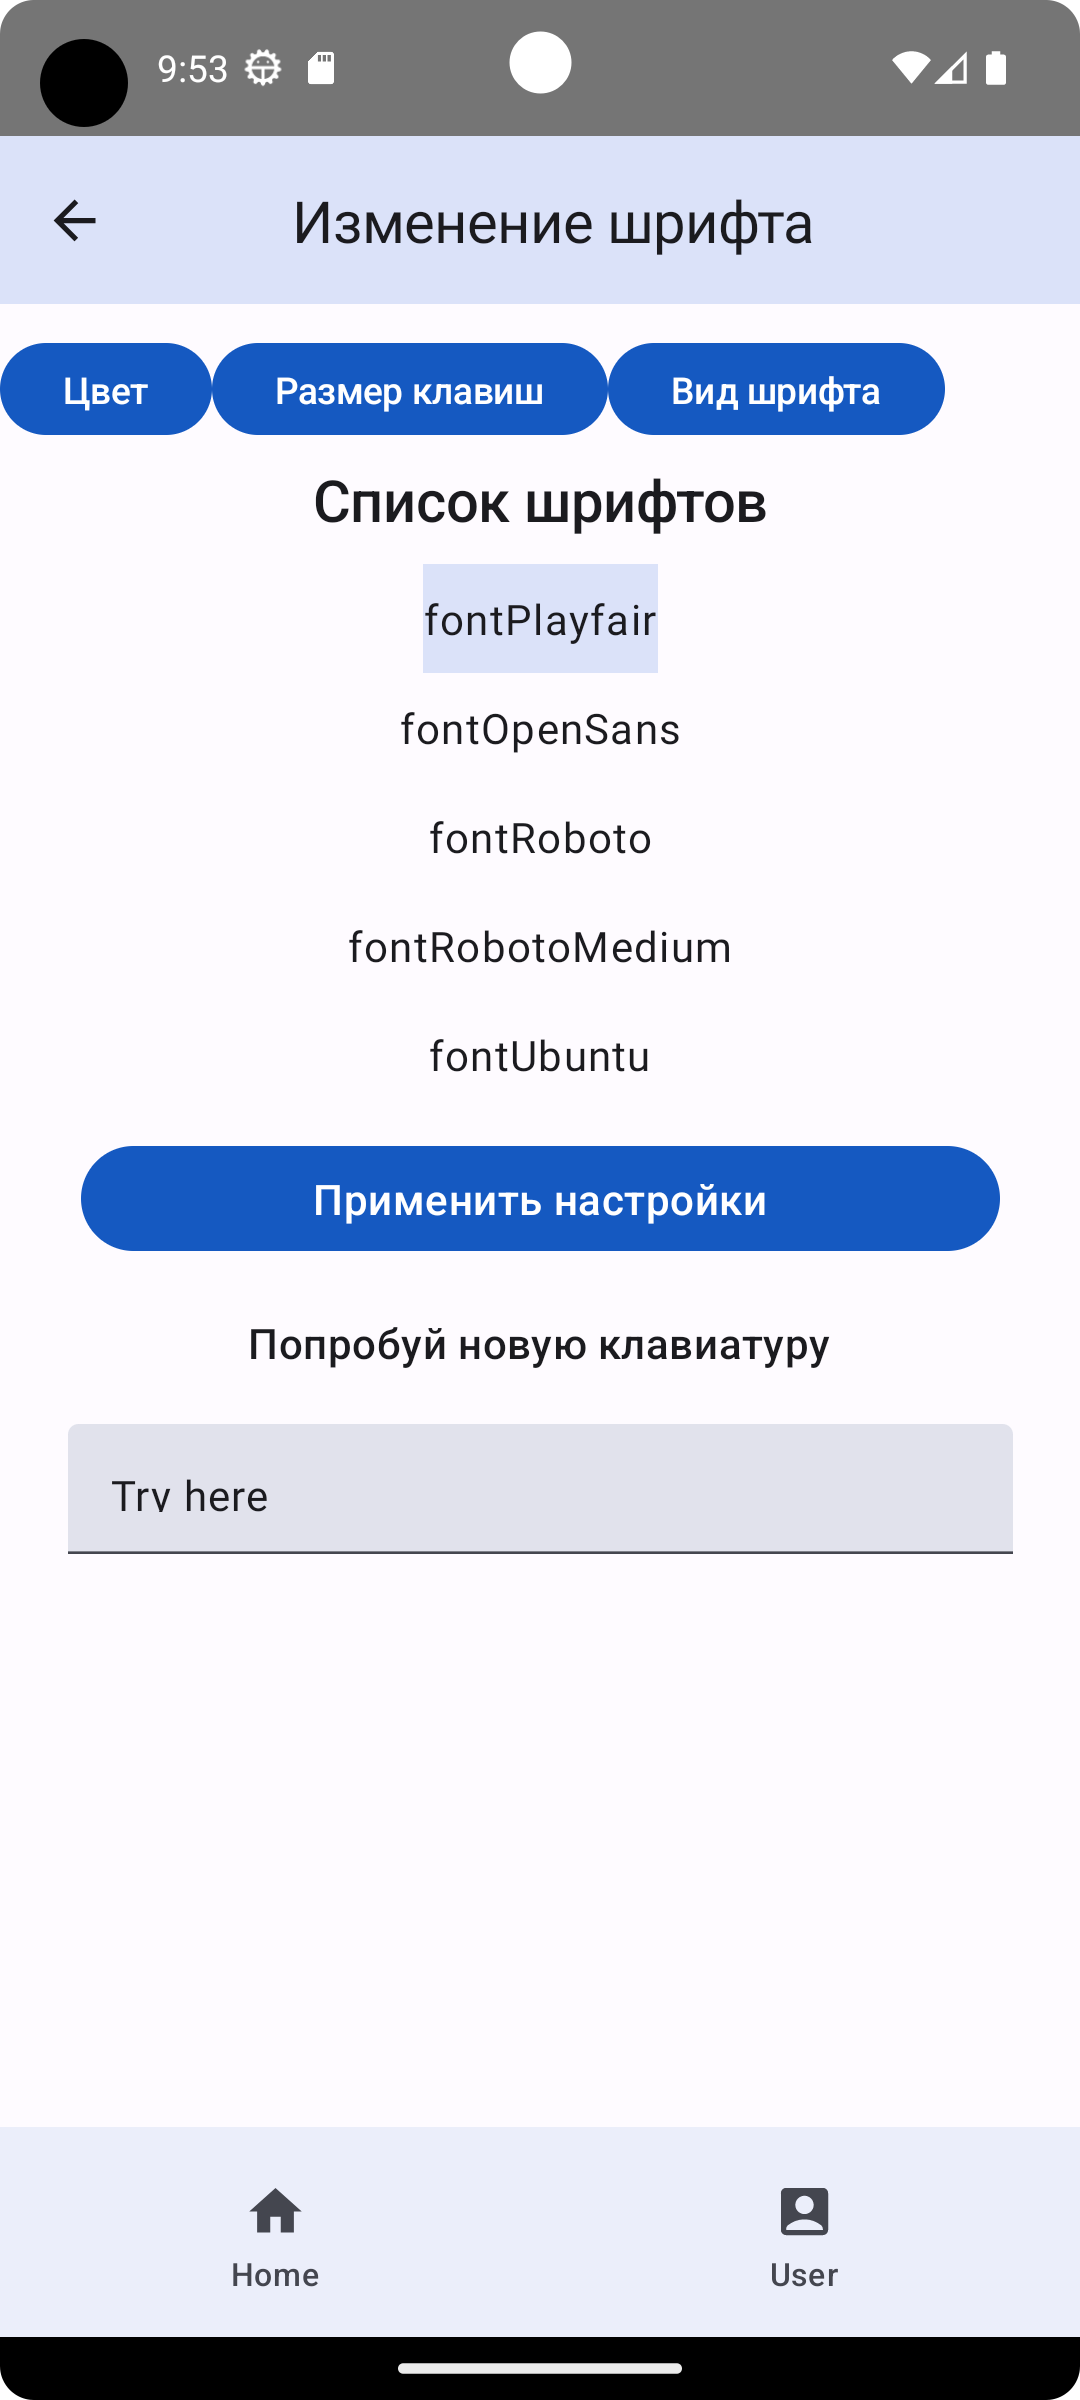 9:53
Изменение шрифта
Цвет Размер клавиш Вид шрифта
Список шрифтов
fontPlayfair
fontOpenSans
fontRoboto
fontRobotoMedium
fontUbuntu
Применить настройки
Попробуй новую клавиатуру
Try here
Home User